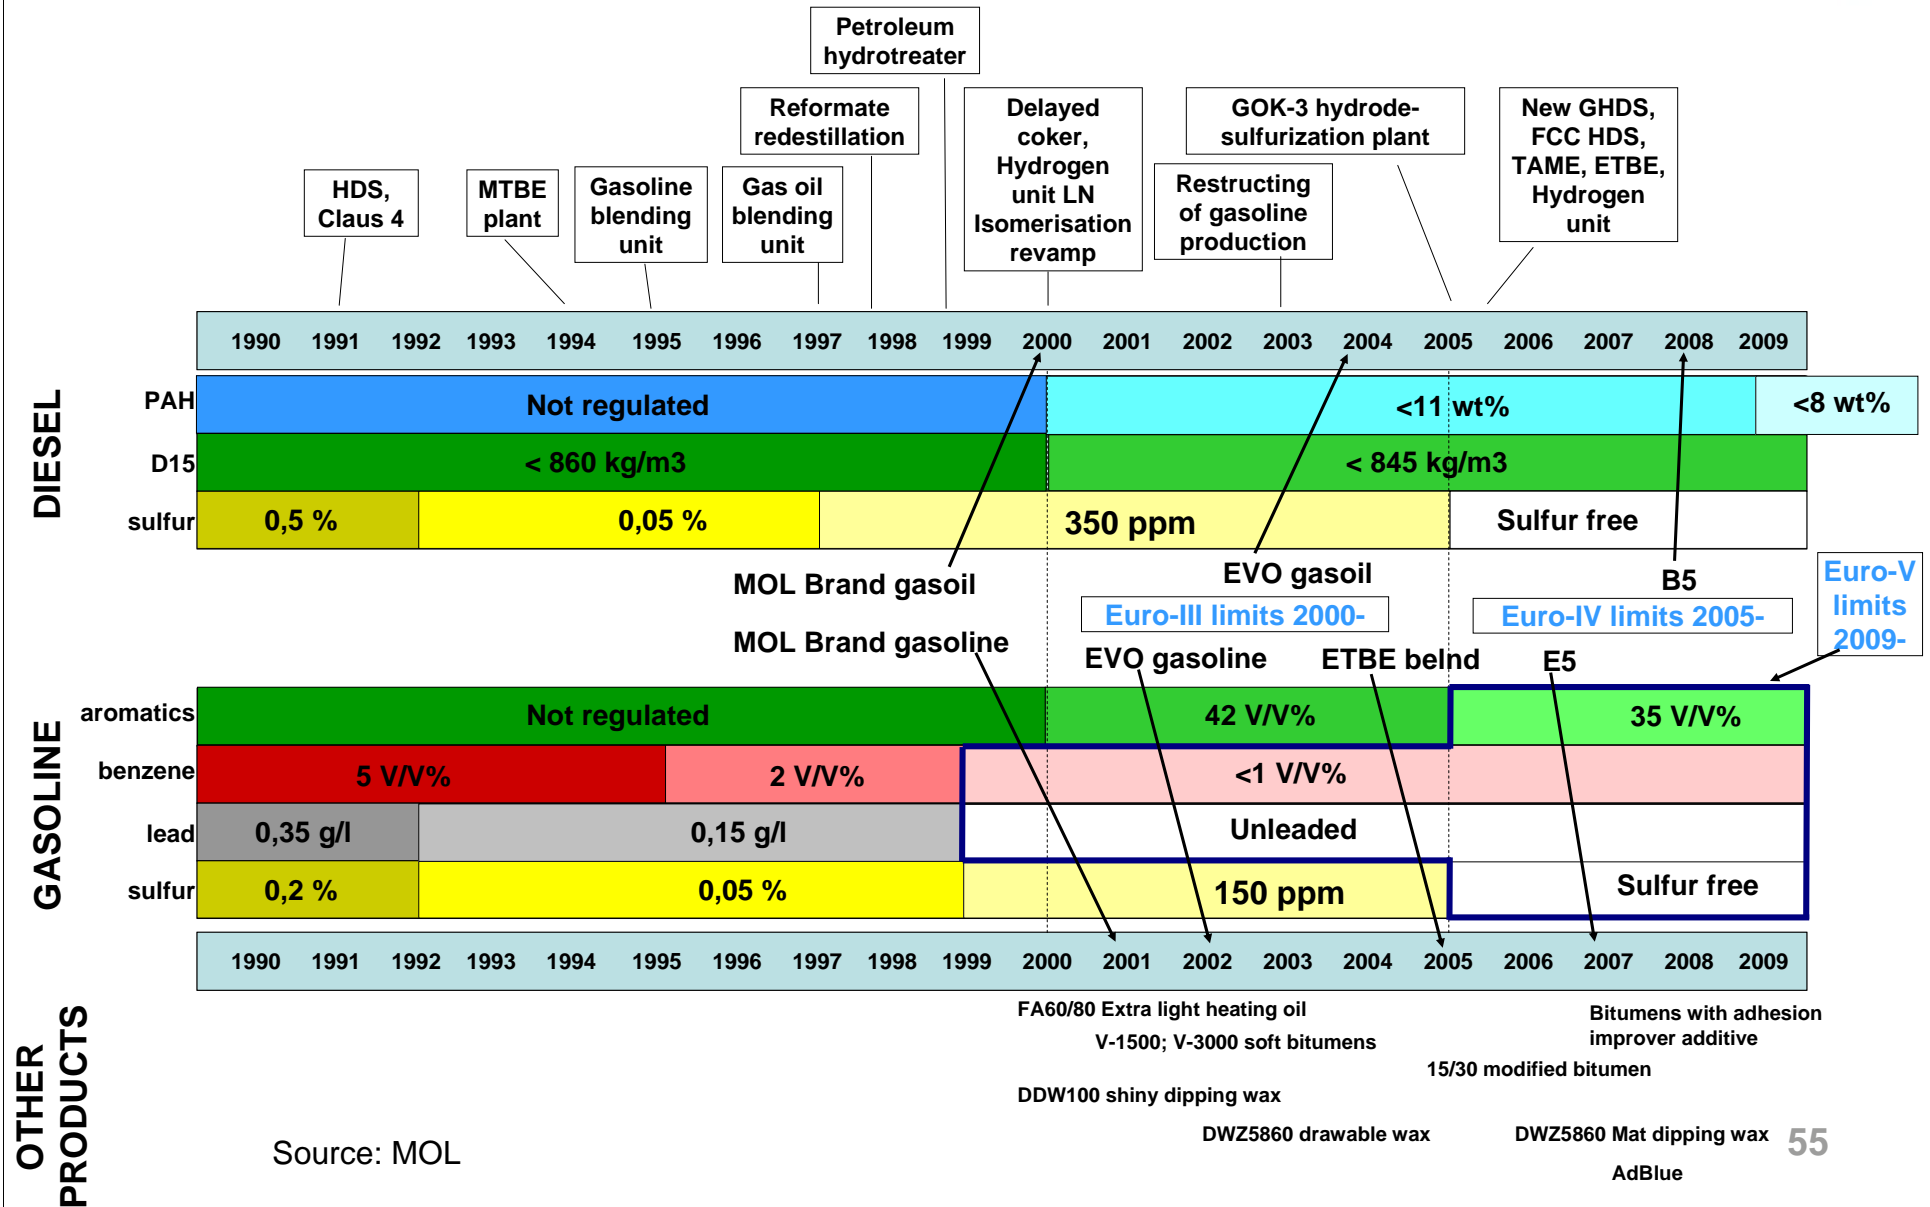 Petroleum
hydrotreater
Reformate
redestillation
Delayed
coker,
Hydrogen
unit LN
Isomerisation
revamp
GOK-3 hydrode-
sulfurization plant
New GHDS,
FCC HDS,
TAME, ETBE,
Hydrogen
unit
HDS,
Claus 4
MTBE
plant
Gasoline
blending
unit
Gas oil
blending
unit
Restructing
of gasoline
production
1990 1991 1992 1993 1994 1995 1996 1997 1998 1999 2000 2001 2002 2003 2004 2005 2006 2007 2008 2009
DIESEL
PAH Not regulated <11 wt% <8 wt%
D15 < 860 kg/m3 < 845 kg/m3
sulfur 0,5 % 0,05 % 350 ppm Sulfur free
MOL Brand gasoil EVO gasoil B5
Euro-III limits 2000- Euro-IV limits 2005-
Euro-V
limits
2009-
MOL Brand gasoline EVO gasoline ETBE belnd E5
GASOLINE
aromatics Not regulated 42 V/V% 35 V/V%
benzene 5 V/V% 2 V/V% <1 V/V%
lead 0,35 g/l 0,15 g/l Unleaded
sulfur 0,2 % 0,05 % 150 ppm Sulfur free
1990 1991 1992 1993 1994 1995 1996 1997 1998 1999 2000 2001 2002 2003 2004 2005 2006 2007 2008 2009
OTHER
PRODUCTS
FA60/80 Extra light heating oil
V-1500; V-3000 soft bitumens
Bitumens with adhesion
improver additive
15/30 modified bitumen
DDW100 shiny dipping wax
DWZ5860 drawable wax
DWZ5860 Mat dipping wax
AdBlue
Source: MOL
55